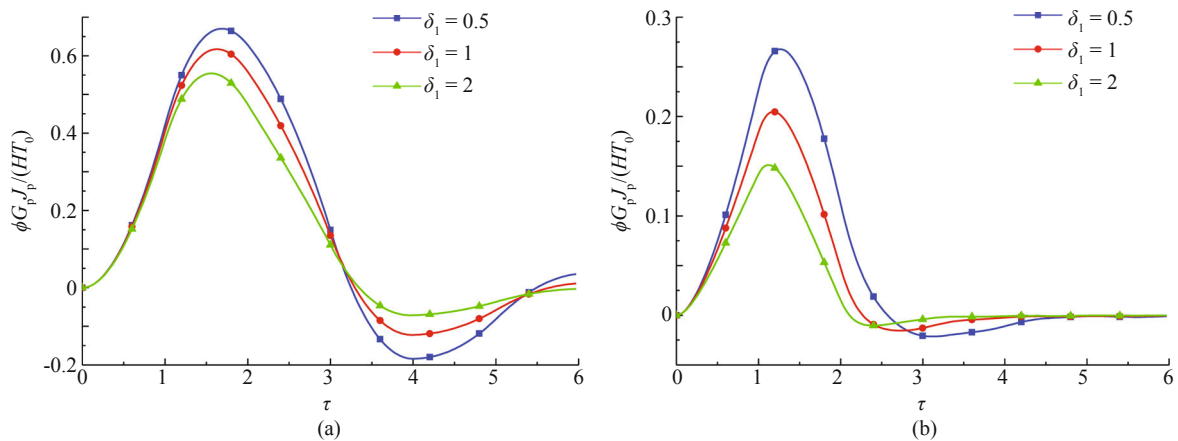 0.6
0.4
0.2
0
-0.2
ϕG_pJ_p/(HT_0)
δ_1 = 0.5
δ_1 = 1
δ_1 = 2
0 1 2 3 4 5 6
τ
(a)
0.3
0.2
0.1
0
ϕG_pJ_p/(HT_0)
δ_1 = 0.5
δ_1 = 1
δ_1 = 2
0 1 2 3 4 5 6
τ
(b)